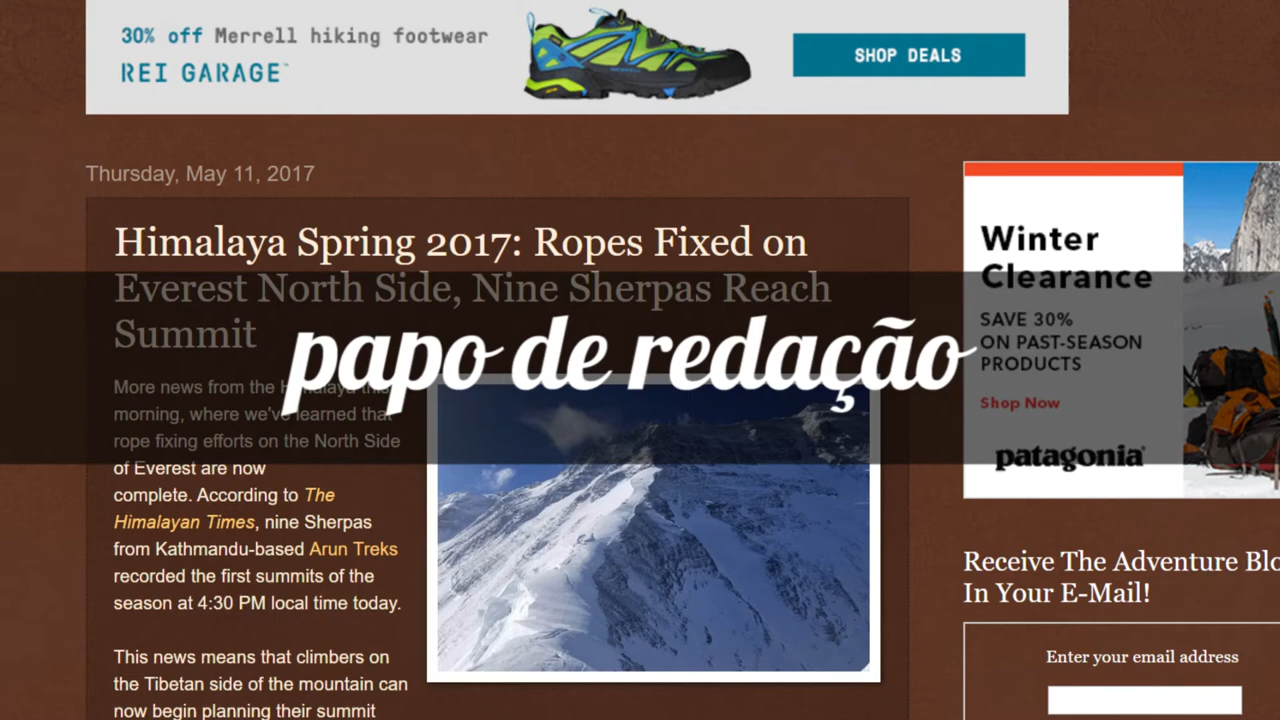 30% off Merrell hiking footwear
REI GARAGE™
SHOP DEALS
Thursday, May 11, 2017
Himalaya Spring 2017: Ropes Fixed on
Everest North Side, Nine Sherpas Reach
Summit
papo de redação
More news from the Himalaya this
morning, where we've learned that
rope fixing efforts on the North Side
of Everest are now
complete. According to The
Himalayan Times, nine Sherpas
from Kathmandu-based Arun Treks
recorded the first summits of the
season at 4:30 PM local time today.
This news means that climbers on
the Tibetan side of the mountain can
now begin planning their summit
Winter
Clearance
SAVE 30%
ON PAST-SEASON
PRODUCTS
Shop Now
patagonia®
Receive The Adventure Blo
In Your E-Mail!
Enter your email address